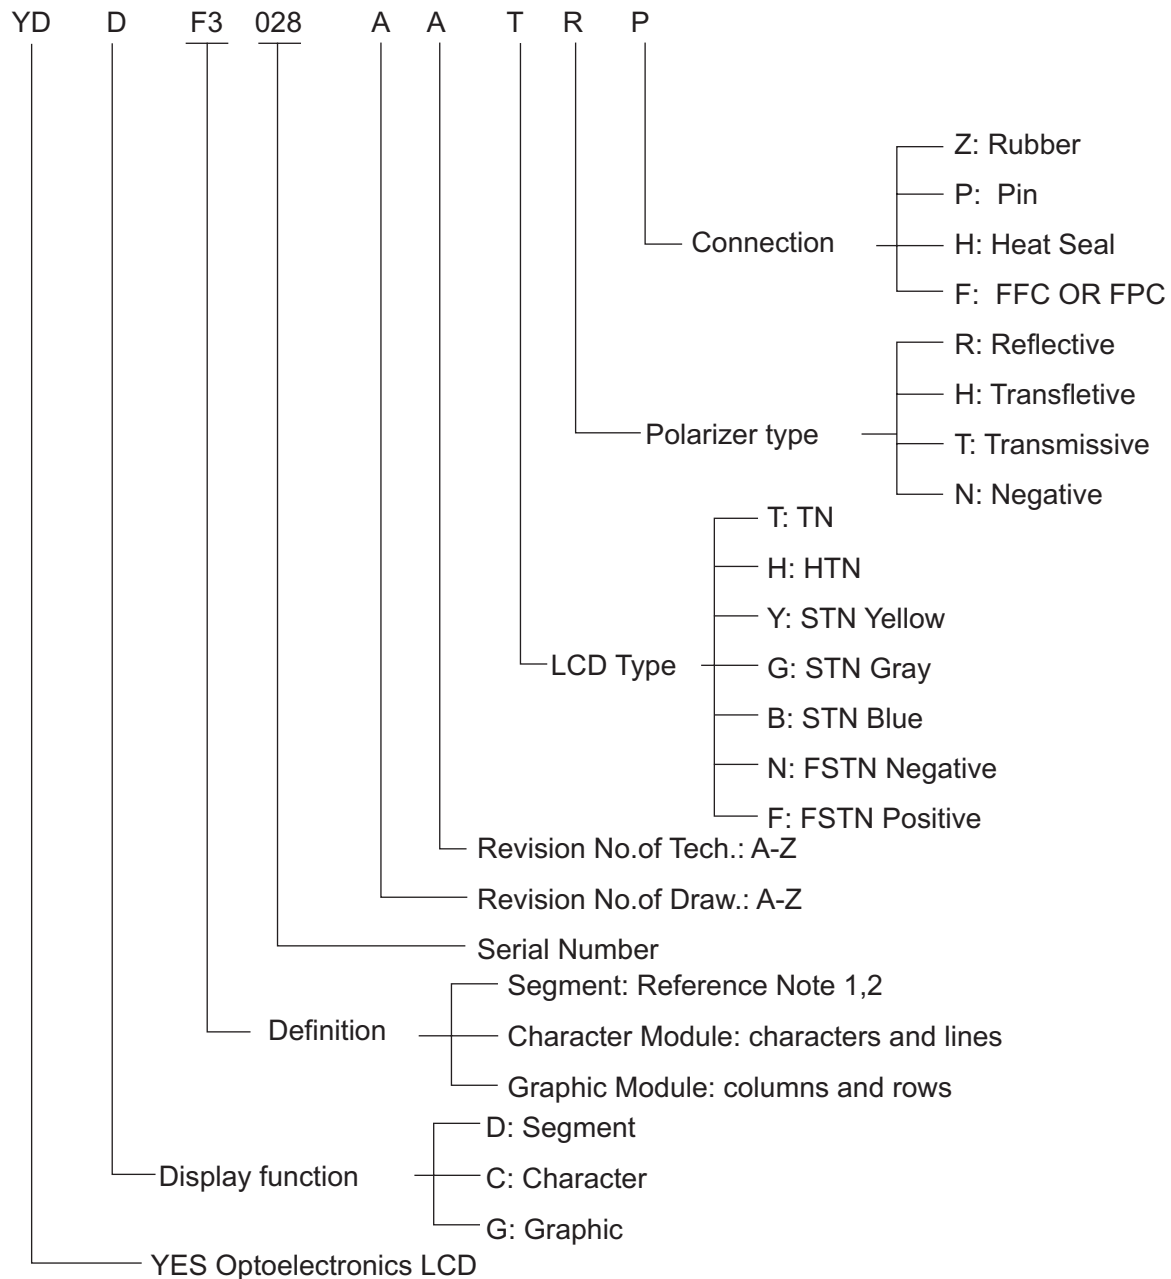 YD D F3 028 A A T R P
Z: Rubber
P: Pin
Connection
H: Heat Seal
F: FFC OR FPC
R: Reflective
H: Transfletive
Polarizer type
T: Transmissive
N: Negative
T: TN
H: HTN
Y: STN Yellow
LCD Type
G: STN Gray
B: STN Blue
N: FSTN Negative
F: FSTN Positive
Revision No.of Tech.: A-Z
Revision No.of Draw.: A-Z
Serial Number
Segment: Reference Note 1,2
Definition
Character Module: characters and lines
Graphic Module: columns and rows
D: Segment
Display function
C: Character
G: Graphic
YES Optoelectronics LCD